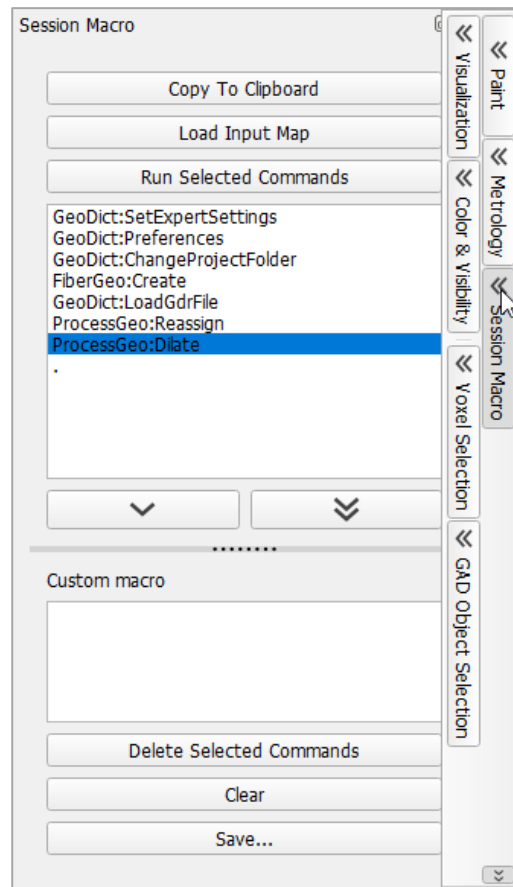 Session Macro
Copy To Clipboard
Load Input Map
Run Selected Commands
GeoDict:SetExpertSettings
GeoDict:Preferences
GeoDict:ChangeProjectFolder
FiberGeo:Create
GeoDict:LoadGdrFile
ProcessGeo:Reassign
ProcessGeo:Dilate
.
Custom macro
Delete Selected Commands
Clear
Save...
Visualization
Color & Visibility
Voxel Selection
GAD Object Selection
Paint
Metrology
Session Macro